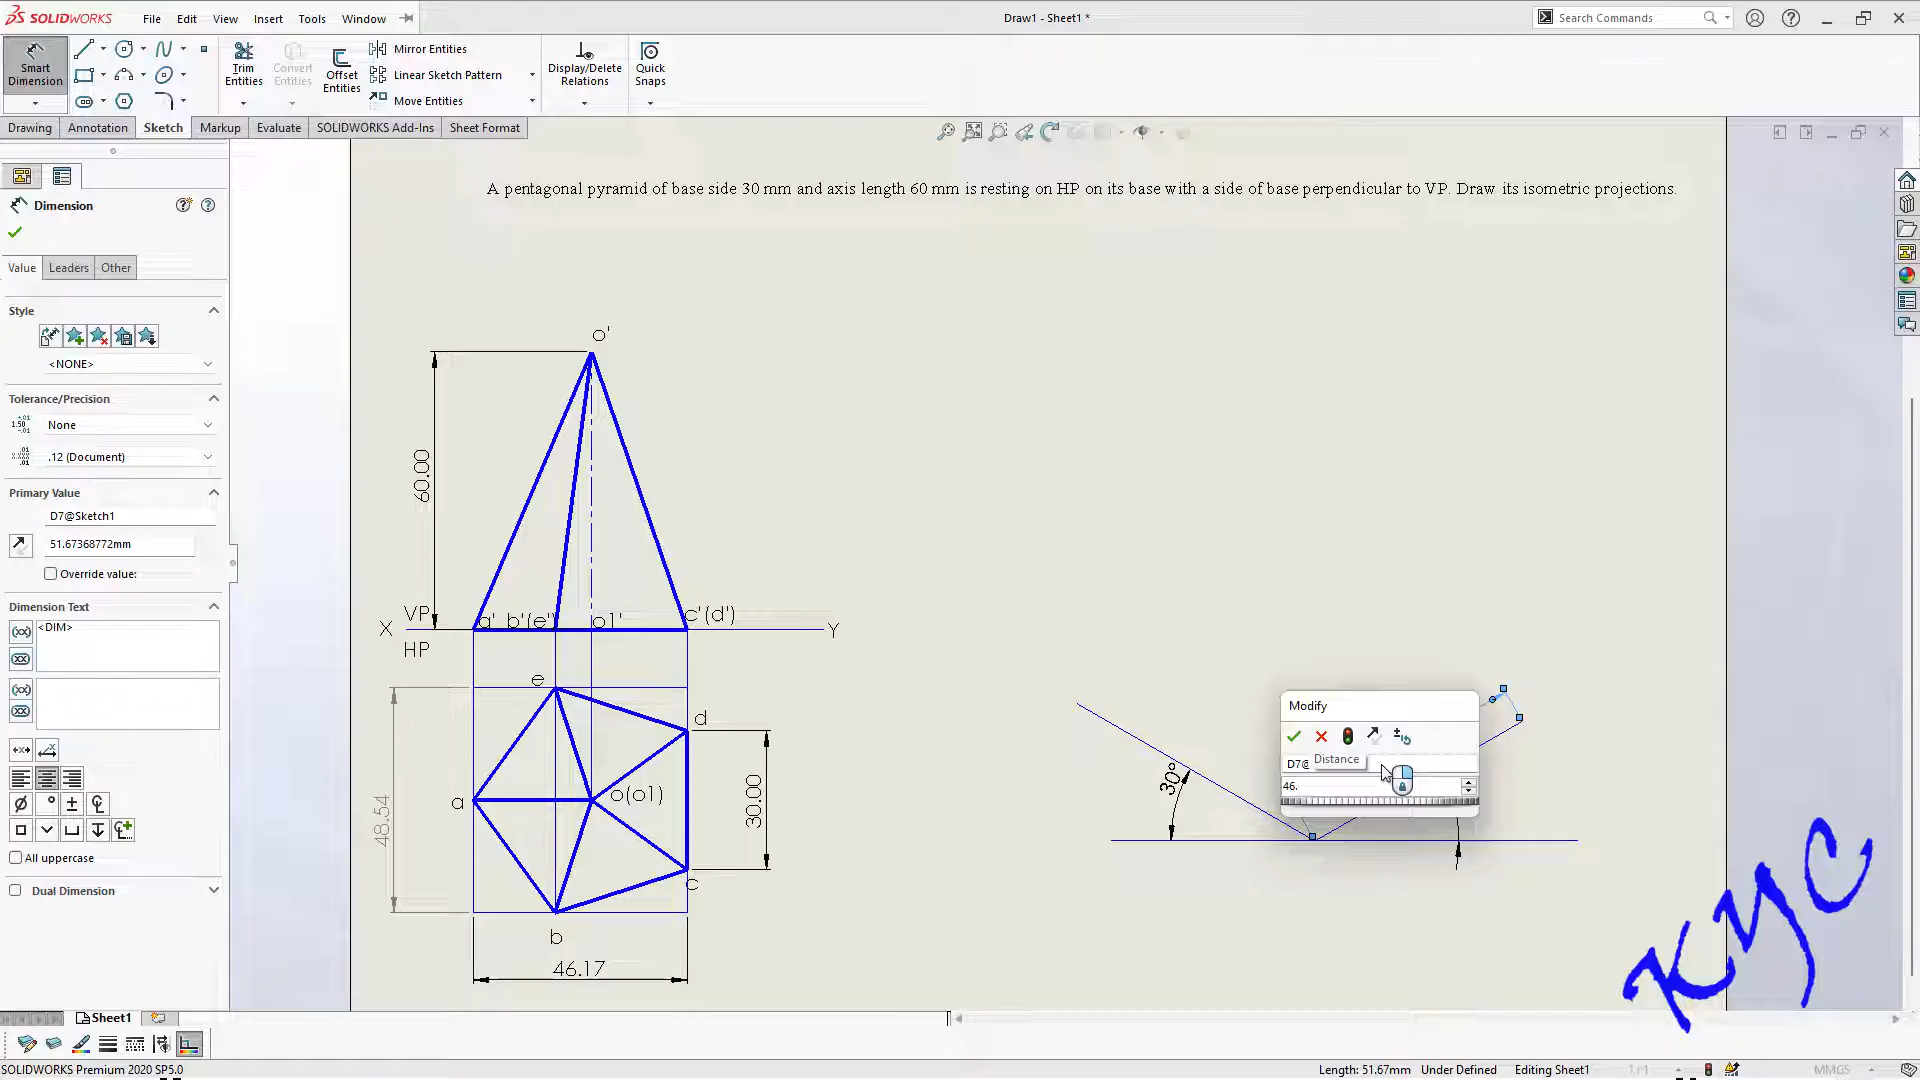 SOLIDWORKS File Edit View Insert Tools Window
Draw1 - Sheet1 *
Search Commands
Smart Dimension
Trim Entities
Convert Entities
Offset Entities
Mirror Entities
Linear Sketch Pattern
Move Entities
Display/Delete Relations
Quick Snaps
Drawing Annotation Sketch Markup Evaluate SOLIDWORKS Add-Ins Sheet Format
Dimension
Value Leaders Other
Style
<NONE>
Tolerance/Precision
None
.12 (Document)
Primary Value
D7@Sketch1
51.67368772mm
Override value:
Dimension Text
<DIM>
All uppercase
Dual Dimension
A pentagonal pyramid of base side 30 mm and axis length 60 mm is resting on HP on its base with a side of base perpendicular to VP. Draw its isometric projections.
o'
60.00
X VP a' b'(e') o1' c'(d') Y
HP
e
d
48.54
a
o(o1)
30.00
c
b
46.17
30°
Modify
D7@
Distance
46.
KYC
Sheet1
SOLIDWORKS Premium 2020 SP5.0
Length: 51.67mm Under Defined Editing Sheet1 1:1 MMGS